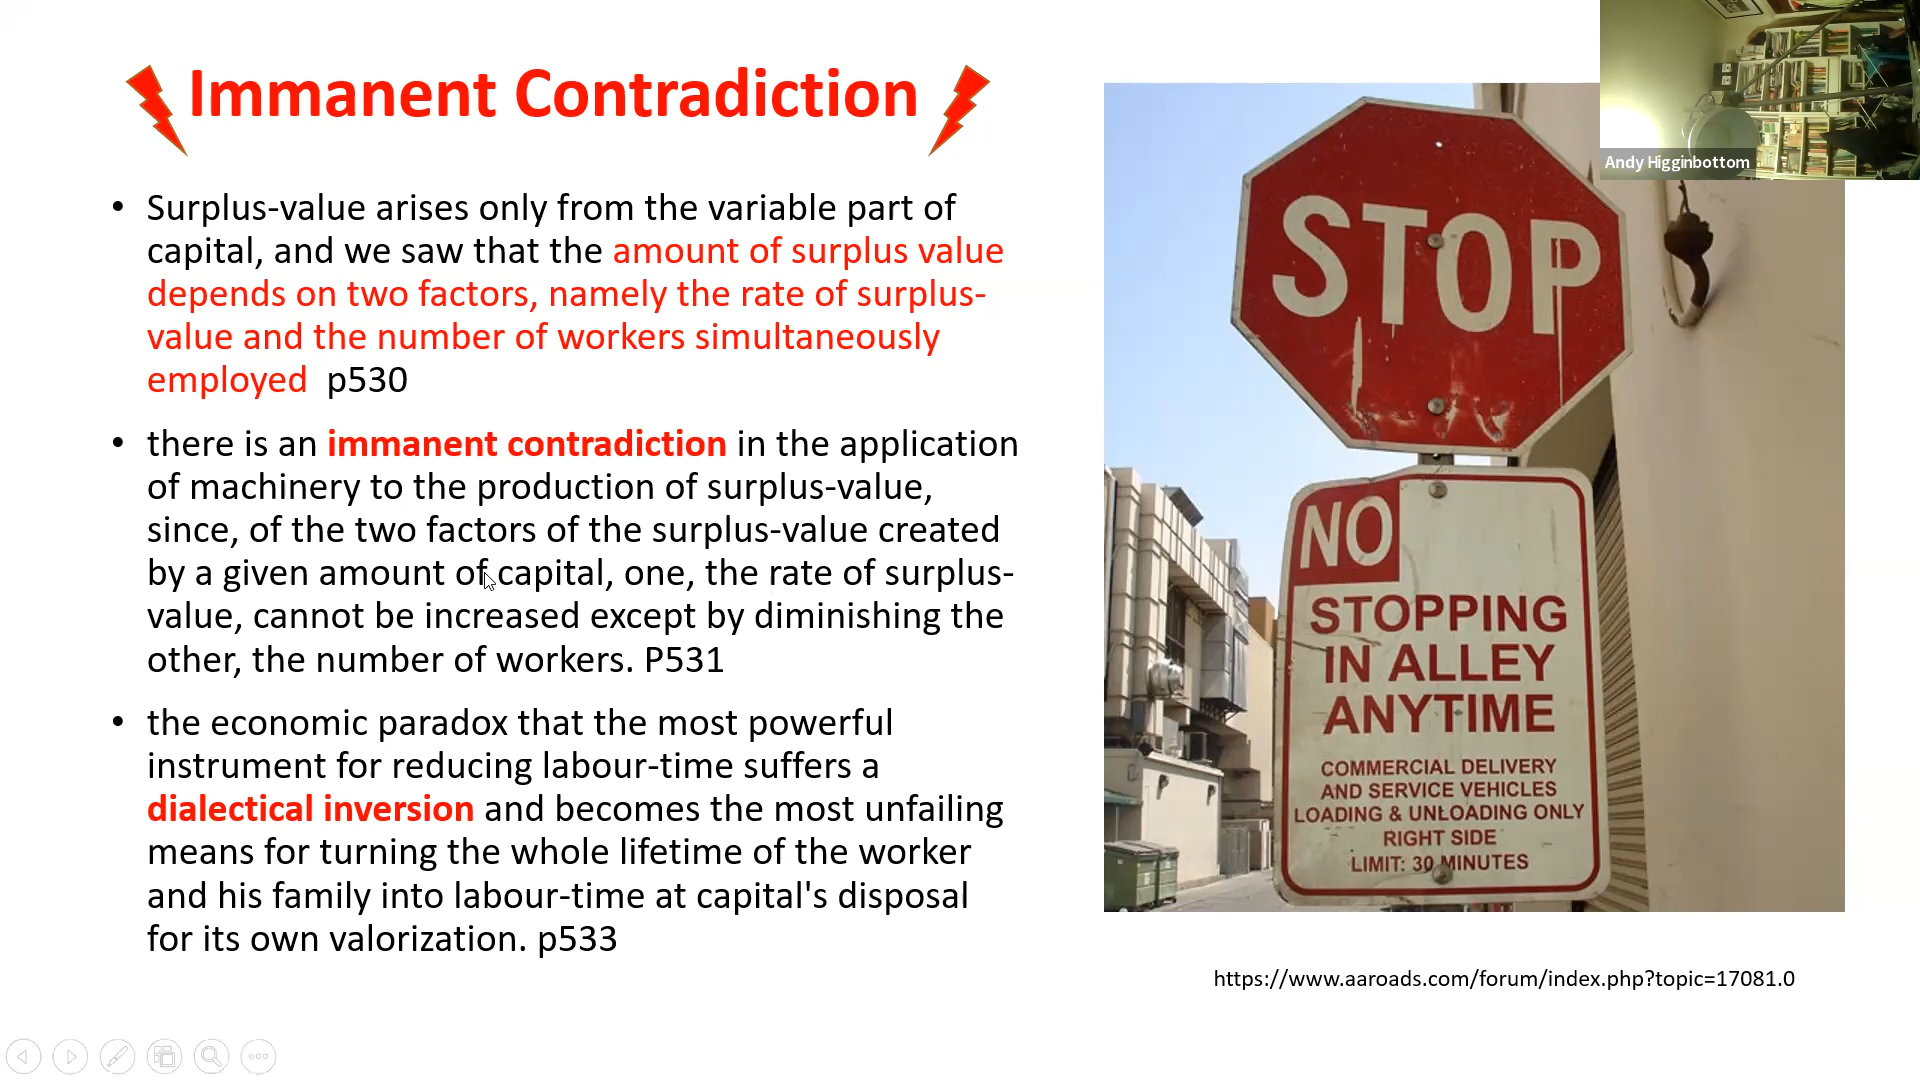 Immanent Contradiction
• Surplus-value arises only from the variable part of
capital, and we saw that the amount of surplus value
depends on two factors, namely the rate of surplus-
value and the number of workers simultaneously
employed p530
• there is an immanent contradiction in the application
of machinery to the production of surplus-value,
since, of the two factors of the surplus-value created
by a given amount of capital, one, the rate of surplus-
value, cannot be increased except by diminishing the
other, the number of workers. P531
• the economic paradox that the most powerful
instrument for reducing labour-time suffers a
dialectical inversion and becomes the most unfailing
means for turning the whole lifetime of the worker
and his family into labour-time at capital's disposal
for its own valorization. p533
Andy Higginbottom
STOP
NO
STOPPING
IN ALLEY
ANYTIME
COMMERCIAL DELIVERY
AND SERVICE VEHICLES
LOADING & UNLOADING ONLY
RIGHT SIDE
LIMIT: 30 MINUTES
https://www.aaroads.com/forum/index.php?topic=17081.0